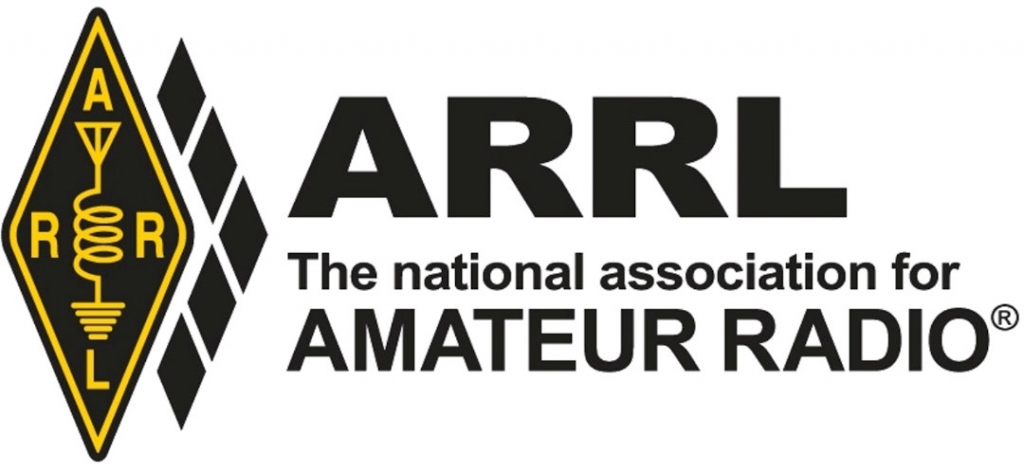 A
R R
L
ARRL
The national association for
AMATEUR RADIO®